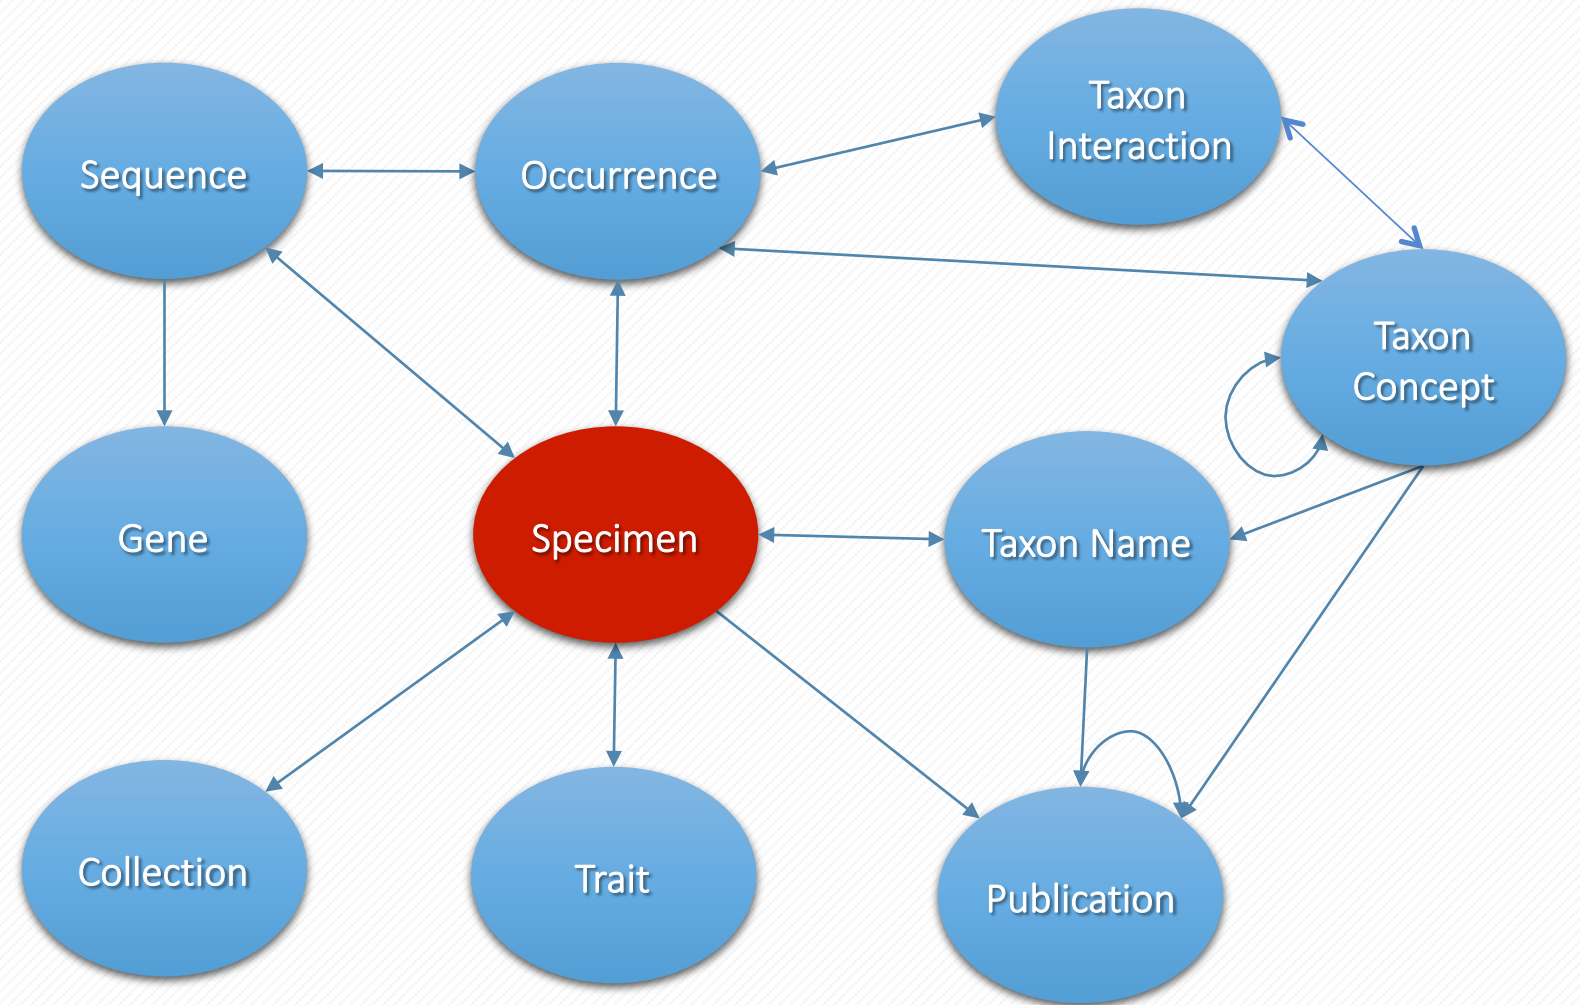 Taxon
Interaction
Sequence
Occurrence
Taxon
Concept
Gene
Specimen
Taxon Name
Collection
Trait
Publication